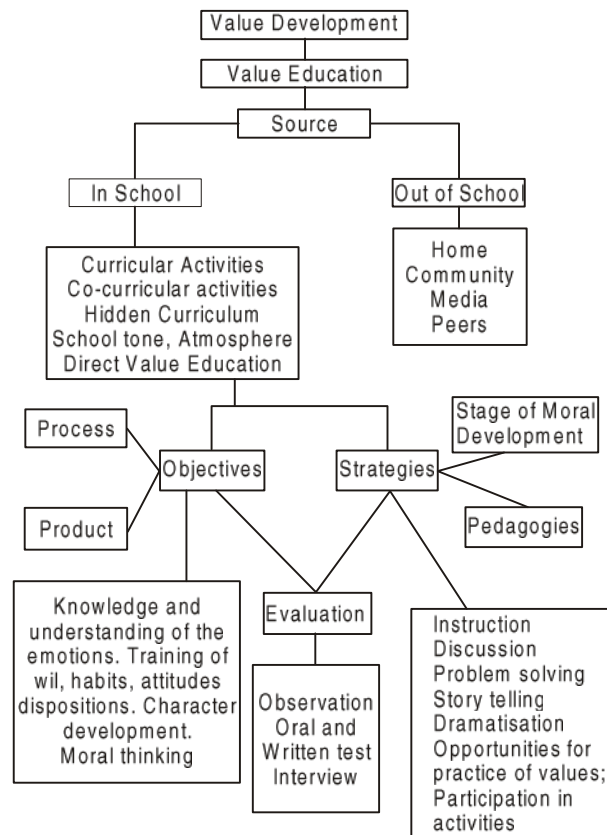 Value Development
Value Education
Source
In School
Out of School
Curricular Activities
Co-curricular activities
Hidden Curriculum
School tone, Atmosphere
Direct Value Education
Home
Community
Media
Peers
Process
Product
Objectives
Strategies
Stage of Moral
Development
Pedagogies
Knowledge and
understanding of the
emotions. Training of
wil, habits, attitudes
dispositions. Character
development.
Moral thinking
Evaluation
Observation
Oral and
Written test
Interview
Instruction
Discussion
Problem solving
Story telling
Dramatisation
Opportunities for
practice of values;
Participation in
activities